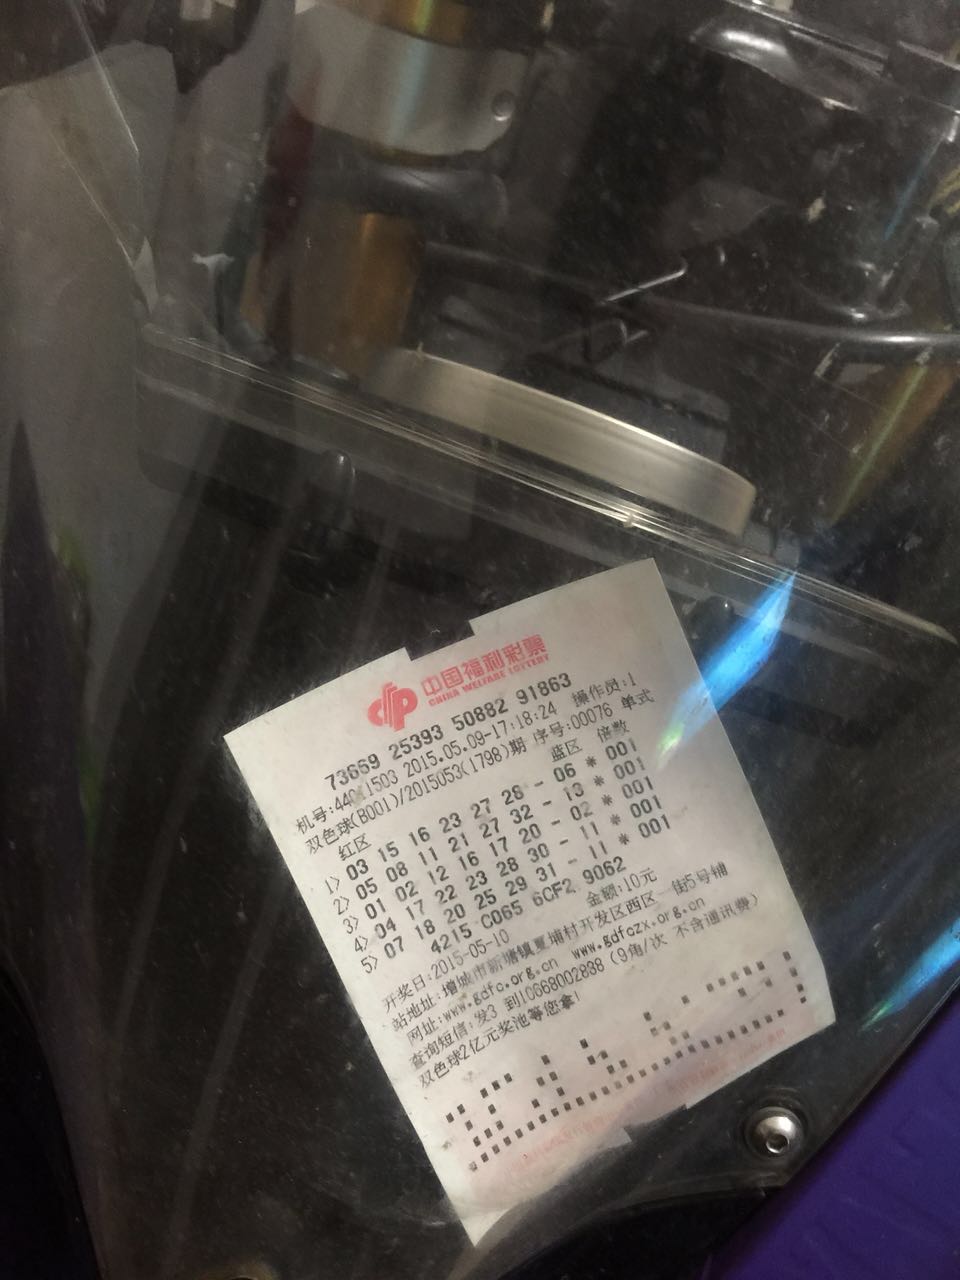 中国福利彩票
CHINA WELFARE LOTTERY
73669 25393 50882 91863
2015.05.09-17:18:24 操作员:1
双色球(B001)/2015053(1798)期 序号:00076 单式
红区 蓝区 倍数
1> 03 15 16 23 27 28 - 06 * 001
2> 05 08 11 21 27 32 - 13 * 001
3> 01 02 12 16 17 20 - 02 * 001
4> 04 17 22 23 28 30 - 11 * 001
5> 07 18 20 25 29 31 - 11 * 001
4215 C065 6CF2 9062
开奖日:2015-05-10 金额:10元
站地址:增城市新塘镇夏埔村开发区西区一街5号铺
网址:www.gdfc.org.cn www.gdfczx.org.cn
查询短信:发3 到10668002838 (9角/次 不含通讯费)
双色球2亿元奖池等您拿!